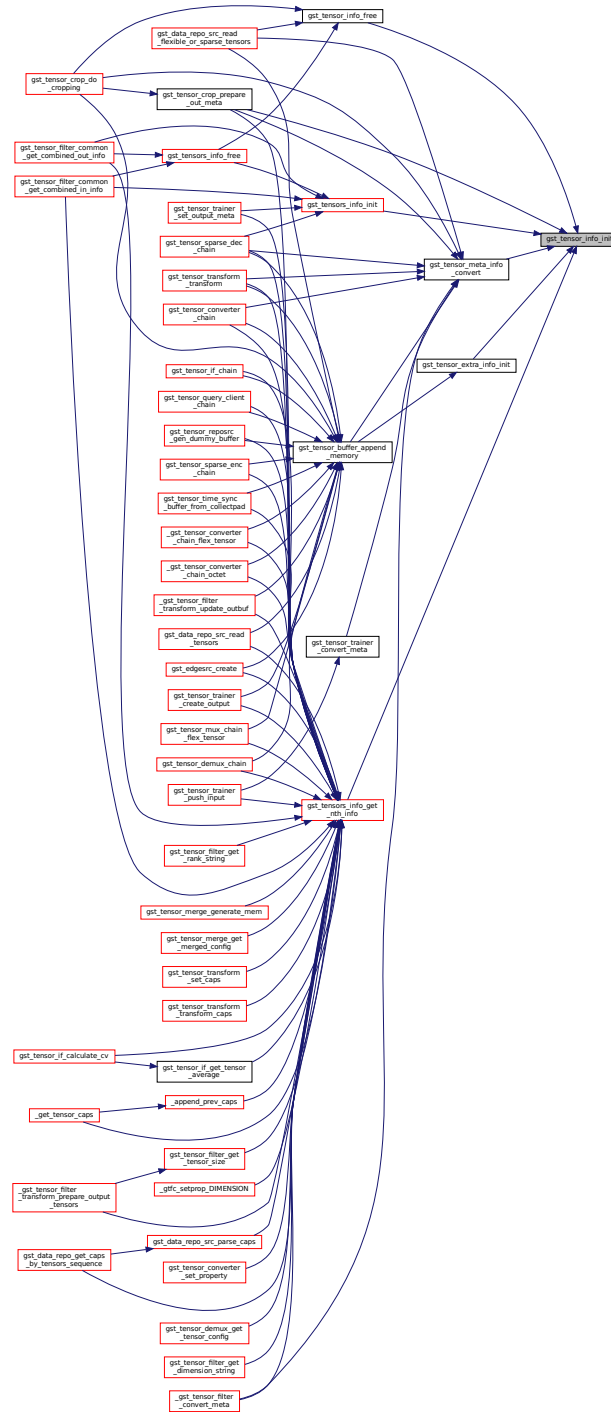 gst_tensor_info_free
gst_data_repo_src_read
_flexible_or_sparse_tensors
gst_tensor_crop_do
_cropping
gst_tensor_crop_prepare
_out_meta
gst_tensor_filter_common
_get_combined_out_info
gst_tensors_info_free
gst_tensor_filter_common
_get_combined_in_info
gst_tensor_trainer
_set_output_meta
gst_tensors_info_init
gst_tensor_info_init
gst_tensor_sparse_dec
_chain
gst_tensor_meta_info
_convert
gst_tensor_transform
_transform
gst_tensor_converter
_chain
gst_tensor_extra_info_init
gst_tensor_if_chain
gst_tensor_query_client
_chain
gst_tensor_reposrc
_gen_dummy_buffer
gst_tensor_buffer_append
_memory
gst_tensor_sparse_enc
_chain
gst_tensor_time_sync
_buffer_from_collectpad
_gst_tensor_converter
_chain_flex_tensor
_gst_tensor_converter
_chain_octet
_gst_tensor_filter
_transform_update_outbuf
gst_data_repo_src_read
_tensors
gst_tensor_trainer
_convert_meta
gst_edgesrc_create
gst_tensor_trainer
_create_output
gst_tensor_mux_chain
_flex_tensor
gst_tensor_demux_chain
gst_tensor_trainer
_push_input
gst_tensors_info_get
_nth_info
gst_tensor_filter_get
_rank_string
gst_tensor_merge_generate_mem
gst_tensor_merge_get
_merged_config
gst_tensor_transform
_set_caps
gst_tensor_transform
_transform_caps
gst_tensor_if_calculate_cv
gst_tensor_if_get_tensor
_average
_append_prev_caps
_get_tensor_caps
gst_tensor_filter_get
_tensor_size
_gtfc_setprop_DIMENSION
gst_tensor_filter
_transform_prepare_output
_tensors
gst_data_repo_src_parse_caps
gst_data_repo_get_caps
_by_tensors_sequence
gst_tensor_converter
_set_property
gst_tensor_demux_get
_tensor_config
gst_tensor_filter_get
_dimension_string
_gst_tensor_filter
_convert_meta